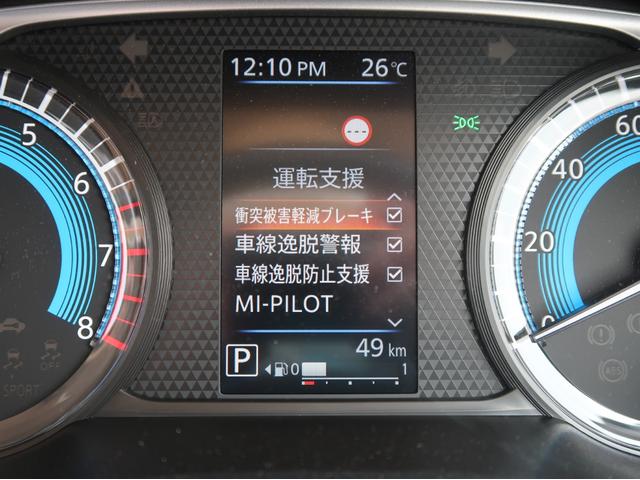 12:10 PM 26℃
運転支援
衝突被害軽減ブレーキ
車線逸脱警報
車線逸脱防止支援
MI-PILOT
P
49 km
0 1
5
6
7
8
SPORT
OFF
60
40
20
0
ABS